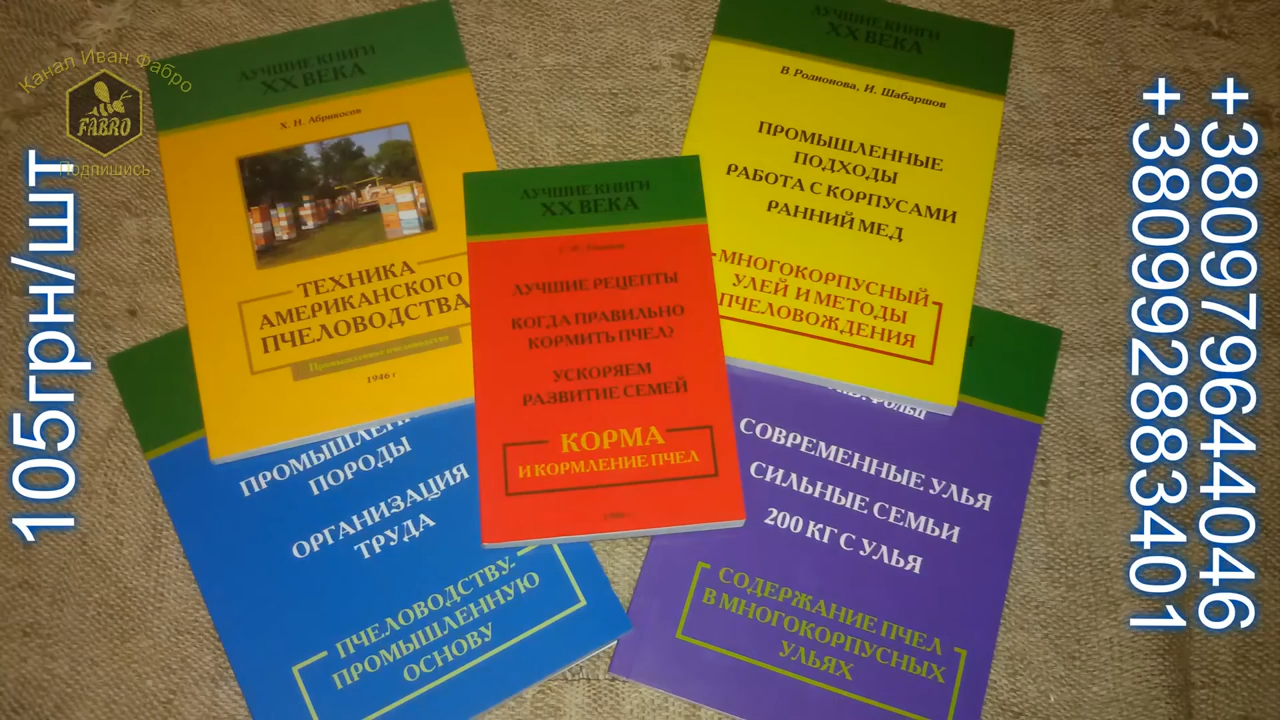 Канал Иван Фабро
FABRO
Подпишись
105грн/шт
+380979644046
+380992883401
ЛУЧШИЕ КНИГИ
XX ВЕКА
Х. Н. Абрикосов
ТЕХНИКА
АМЕРИКАНСКОГО
ПЧЕЛОВОДСТВА
Промышленное пчеловодство
1946 г
ЛУЧШИЕ КНИГИ
XX ВЕКА
В. Родионова, И. Шабаршов
ПРОМЫШЛЕННЫЕ
ПОДХОДЫ
РАБОТА С КОРПУСАМИ
РАННИЙ МЕД
МНОГОКОРПУСНЫЙ
УЛЕЙ И МЕТОДЫ
ПЧЕЛОВОЖДЕНИЯ
ЛУЧШИЕ КНИГИ
XX ВЕКА
ЛУЧШИЕ РЕЦЕПТЫ
КОГДА ПРАВИЛЬНО
КОРМИТЬ ПЧЕЛ?
УСКОРЯЕМ
РАЗВИТИЕ СЕМЕЙ
КОРМА
И КОРМЛЕНИЕ ПЧЕЛ
ПОРОДЫ
ОРГАНИЗАЦИЯ
ТРУДА
ПЧЕЛОВОДСТВУ-
ПРОМЫШЛЕННУЮ
ОСНОВУ
СОВРЕМЕННЫЕ УЛЬЯ
СИЛЬНЫЕ СЕМЬИ
200 КГ С УЛЬЯ
СОДЕРЖАНИЕ ПЧЕЛ
В МНОГОКОРПУСНЫХ
УЛЬЯХ